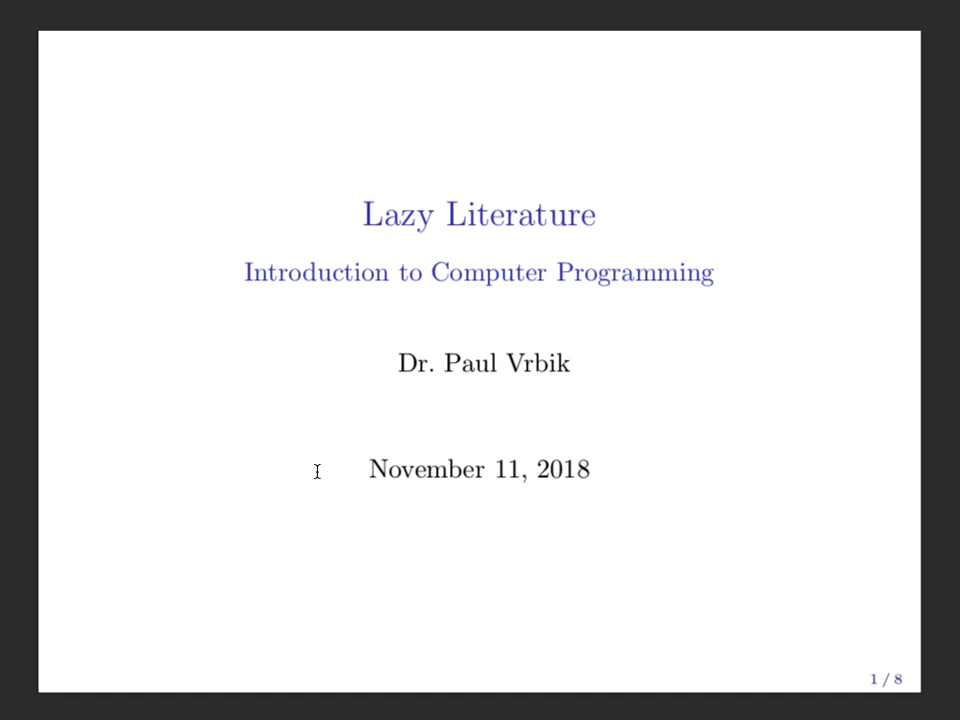 Lazy Literature
Introduction to Computer Programming
Dr. Paul Vrbik
November 11, 2018
1 / 8